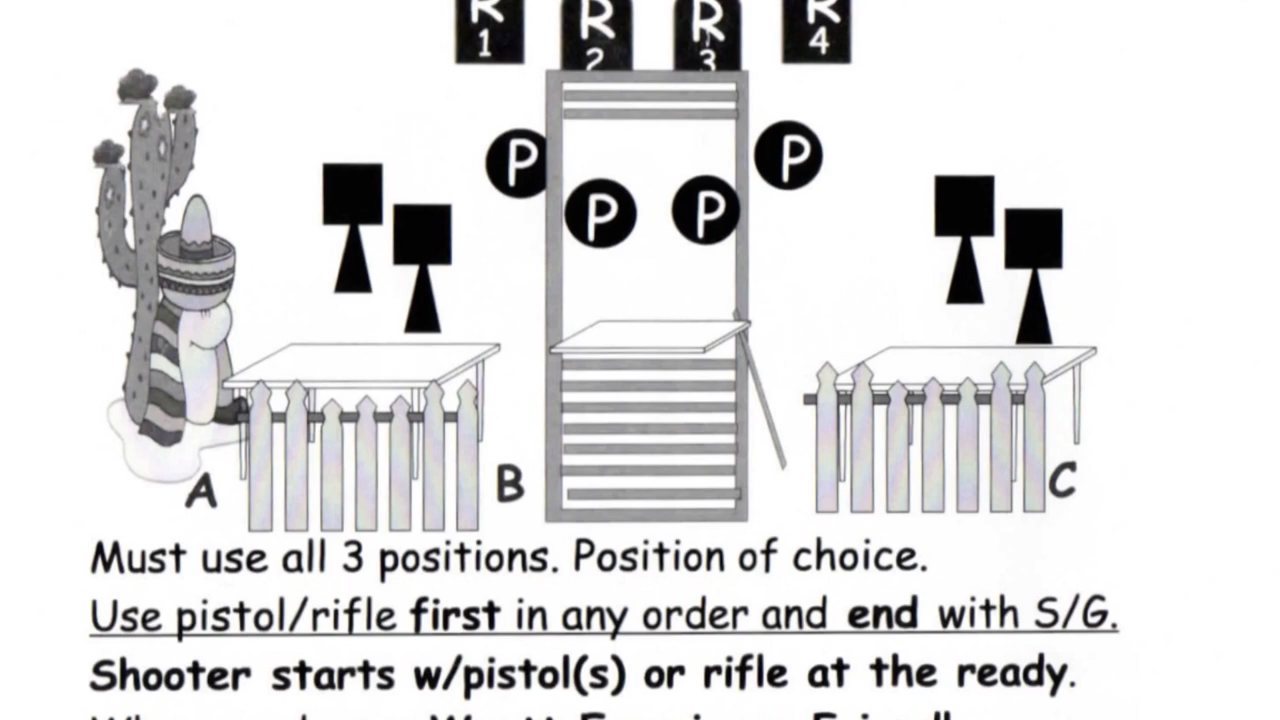 R R R R
1 2 3 4
P P
P P
A B C
Must use all 3 positions. Position of choice.
Use pistol/rifle first in any order and end with S/G.
Shooter starts w/pistol(s) or rifle at the ready.